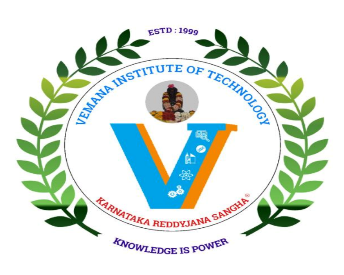 ESTD : 1999
VEMANA INSTITUTE OF TECHNOLOGY
V
KARNATAKA REDDYJANA SANGHA®
KNOWLEDGE IS POWER